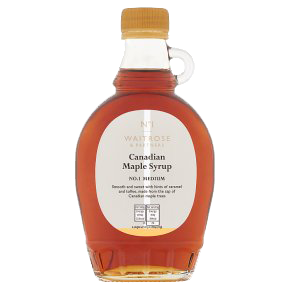 Nº1
WAITROSE
& PARTNERS
Canadian
Maple Syrup
NO.1 MEDIUM
Smooth and sweet with hints of caramel
and toffee, made from the sap of
Canadian maple trees